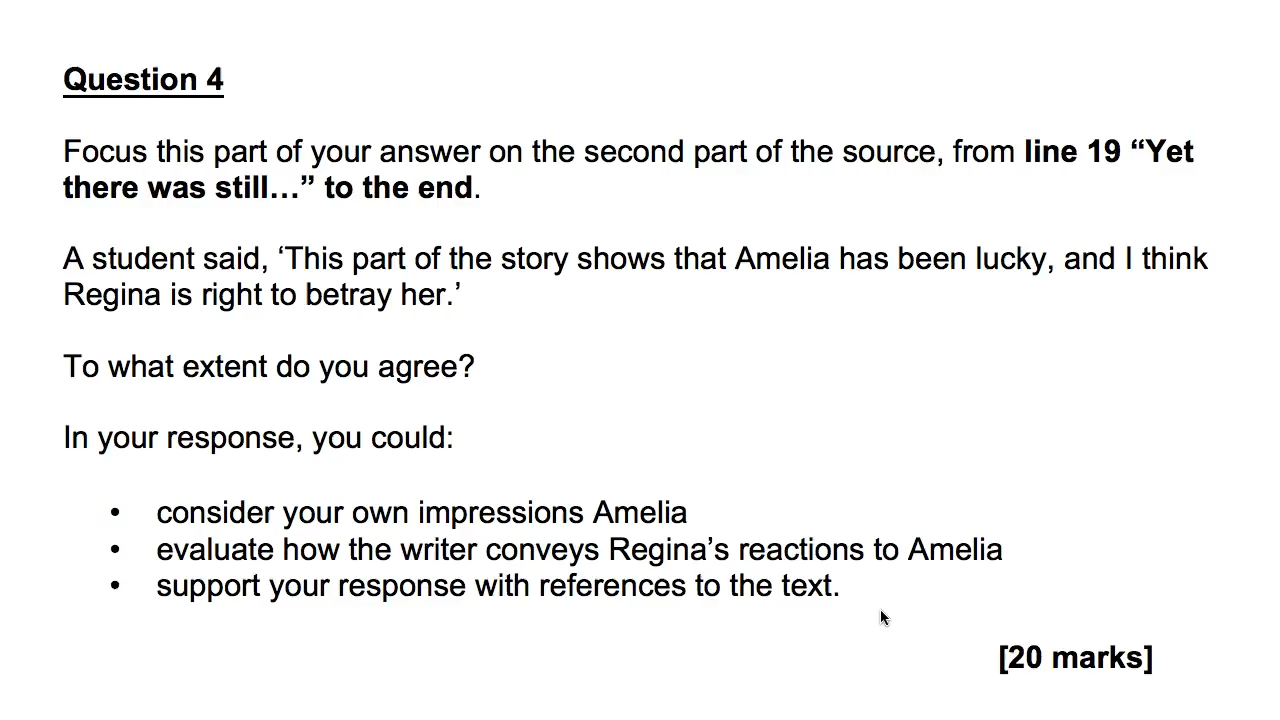 Question 4
Focus this part of your answer on the second part of the source, from line 19 “Yet
there was still…” to the end.
A student said, ‘This part of the story shows that Amelia has been lucky, and I think
Regina is right to betray her.’
To what extent do you agree?
In your response, you could:
• consider your own impressions Amelia
• evaluate how the writer conveys Regina’s reactions to Amelia
• support your response with references to the text.
[20 marks]